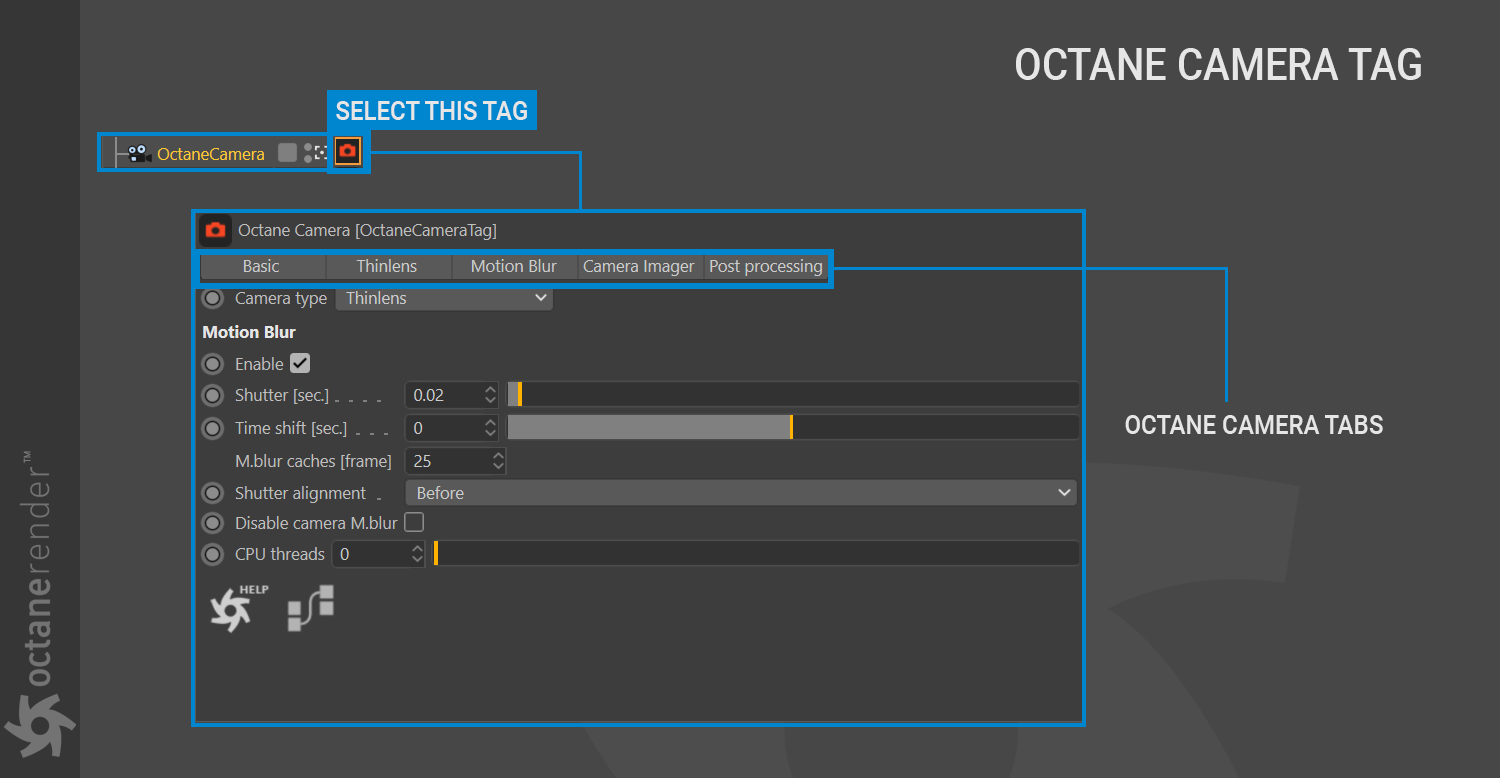 OCTANE CAMERA TAG
SELECT THIS TAG
OctaneCamera
Octane Camera [OctaneCameraTag]
Basic Thinlens Motion Blur Camera Imager Post processing
Camera type Thinlens
Motion Blur
Enable
Shutter [sec.] . . . . 0.02
Time shift [sec.] . . . 0
M.blur caches [frame] 25
Shutter alignment . Before
Disable camera M.blur
CPU threads 0
HELP
OCTANE CAMERA TABS
octanerender™